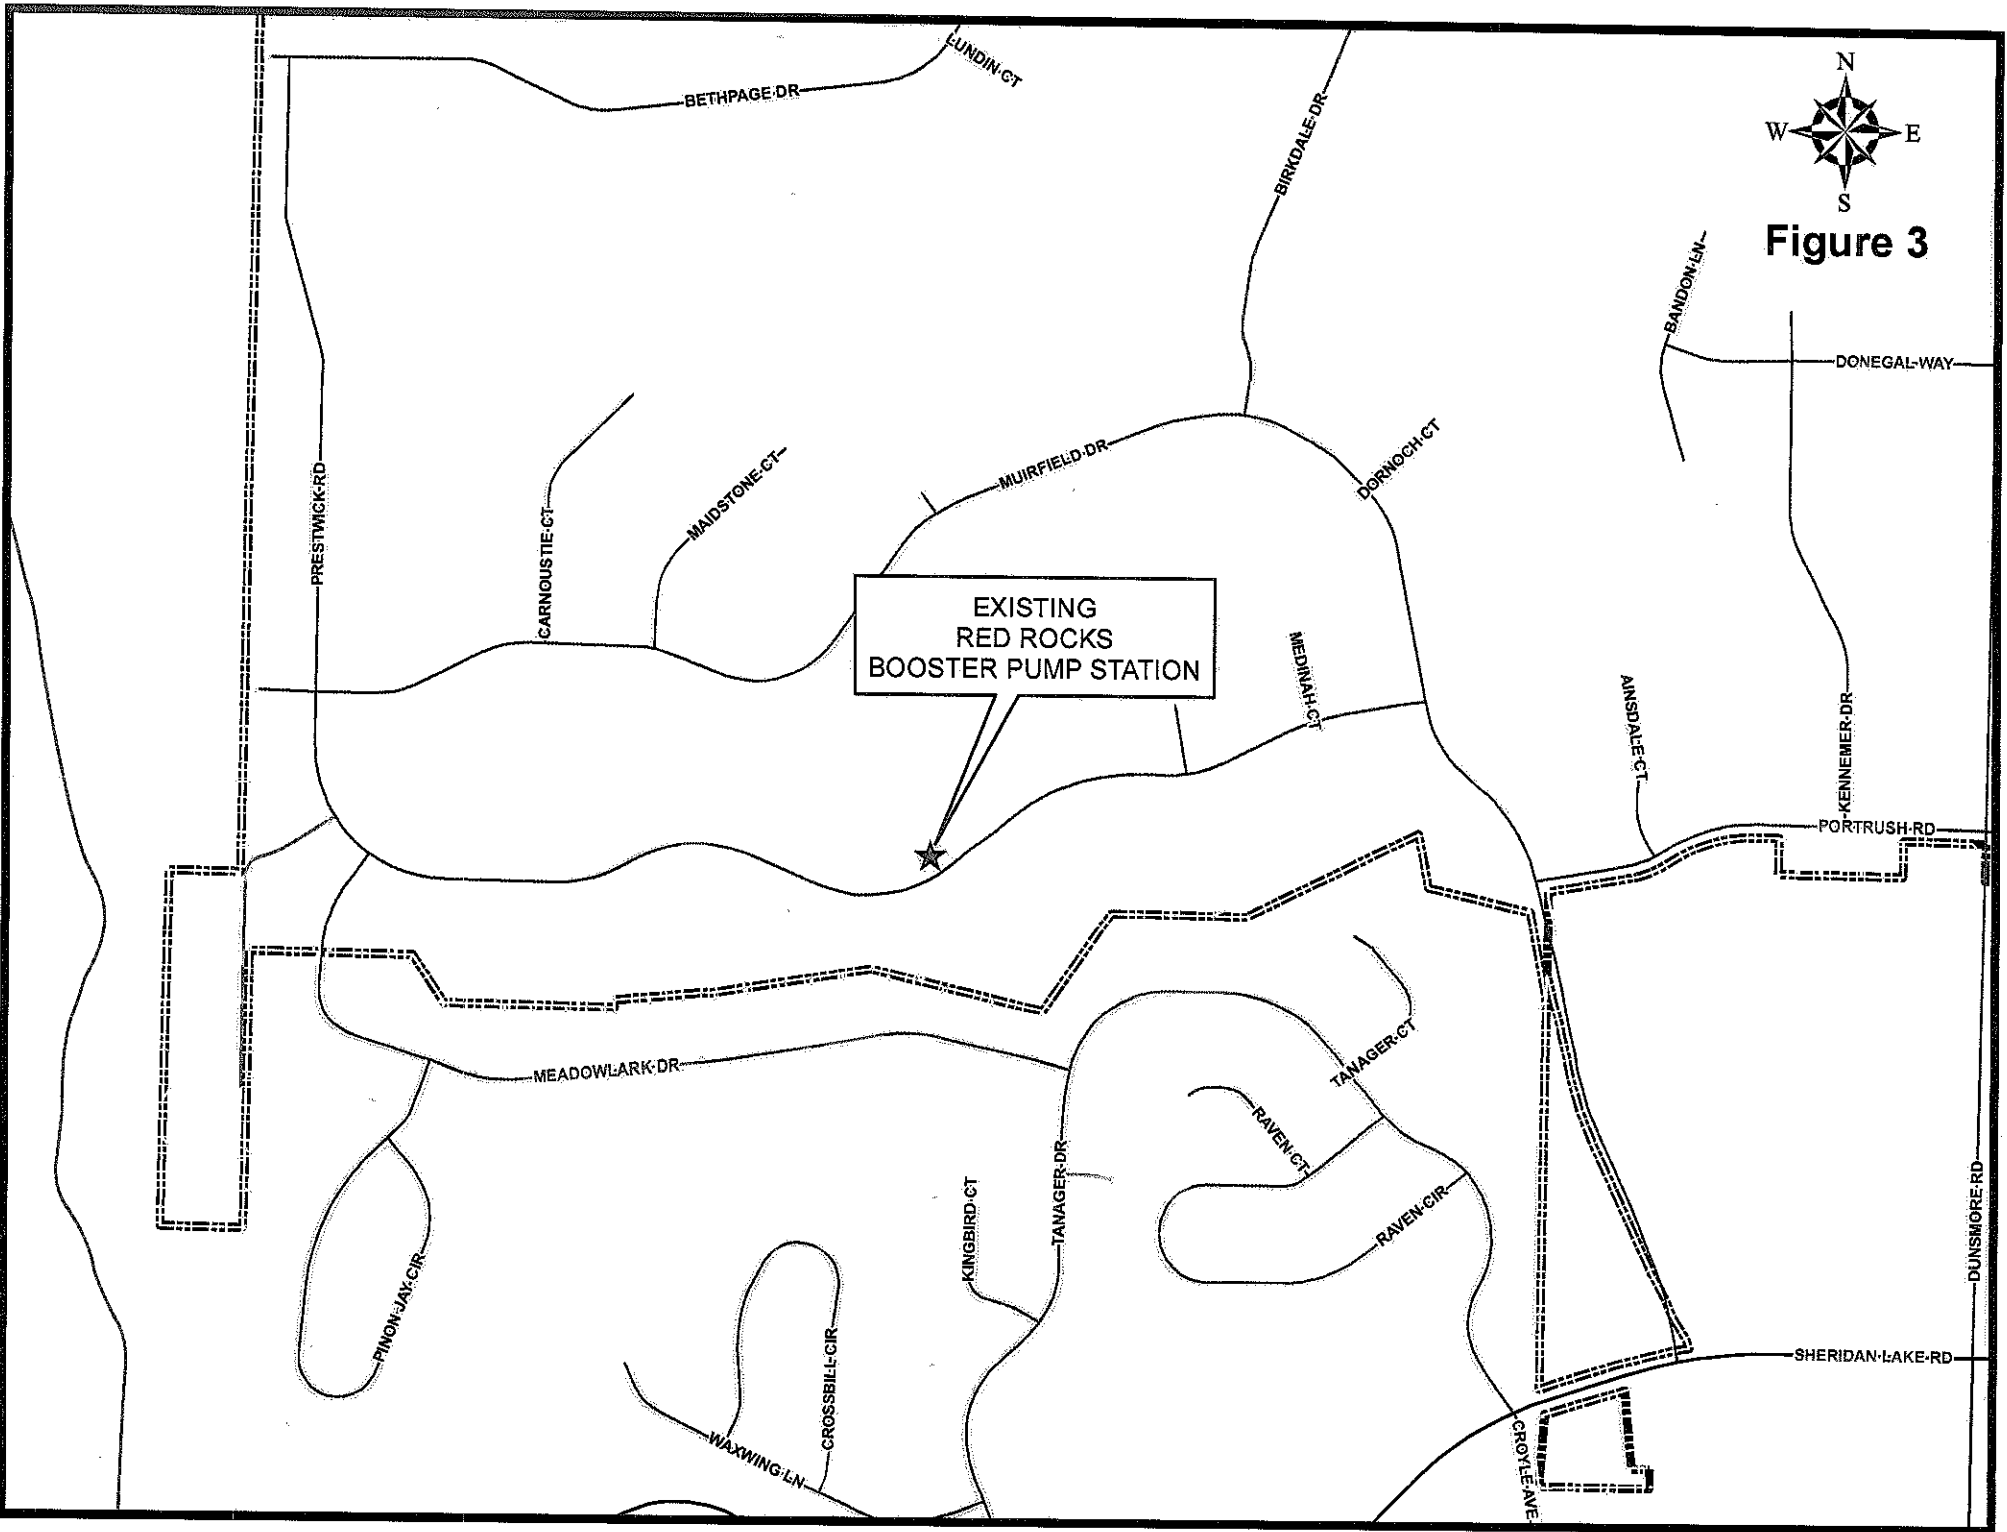 LUNDIN CT
BETHPAGE DR
BIRKDALE DR
N
W
E
S
Figure 3
BANDON LN
DONEGAL WAY
PRESTWICK RD
CARNOUSTIE CT
MAIDSTONE CT
MUIRFIELD DR
DORNOCH CT
EXISTING
RED ROCKS
BOOSTER PUMP STATION
MEDINAH CT
AINSDALE CT
KENNEMER DR
PORTRUSH RD
MEADOWLARK DR
TANAGER CT
RAVEN CT
RAVEN CIR
TANAGER DR
KINGBIRD CT
PINON JAY CIR
CROSSBILL CIR
WAXWING LN
DUNSMORE RD
SHERIDAN LAKE RD
CROYLE AVE